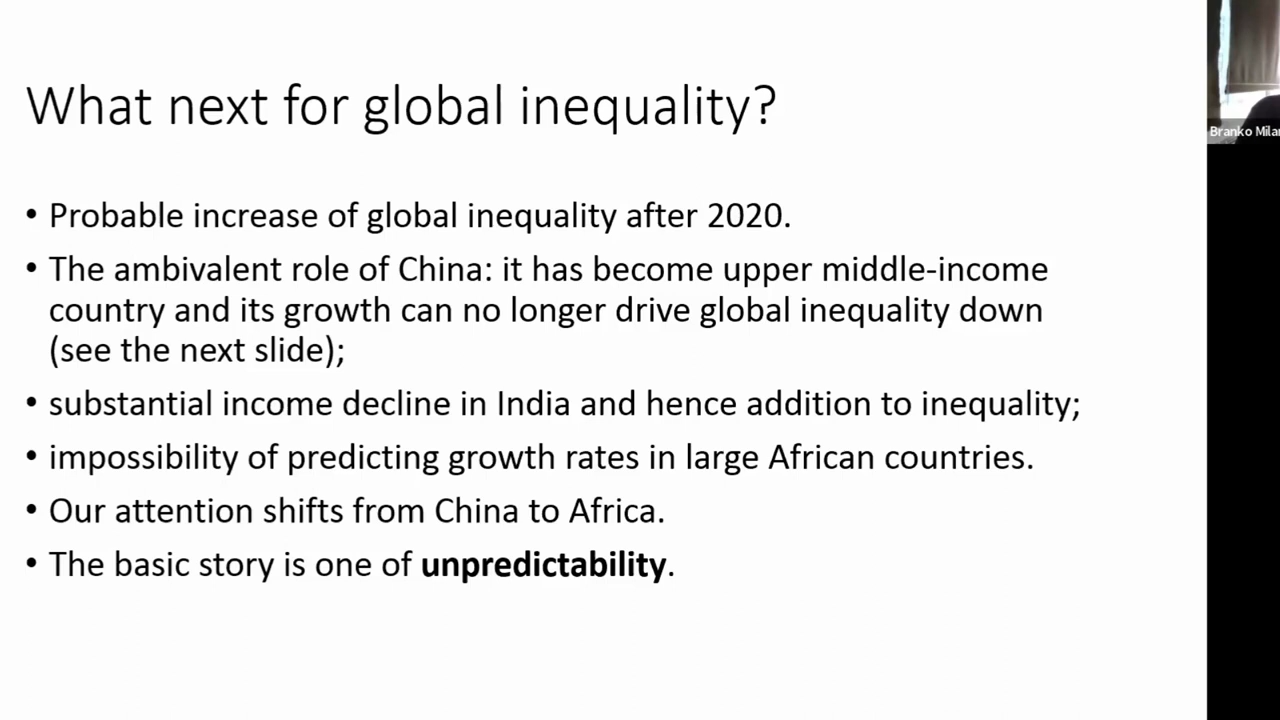 What next for global inequality?
Branko Mila
• Probable increase of global inequality after 2020.
• The ambivalent role of China: it has become upper middle-income
country and its growth can no longer drive global inequality down
(see the next slide);
• substantial income decline in India and hence addition to inequality;
• impossibility of predicting growth rates in large African countries.
• Our attention shifts from China to Africa.
• The basic story is one of unpredictability.